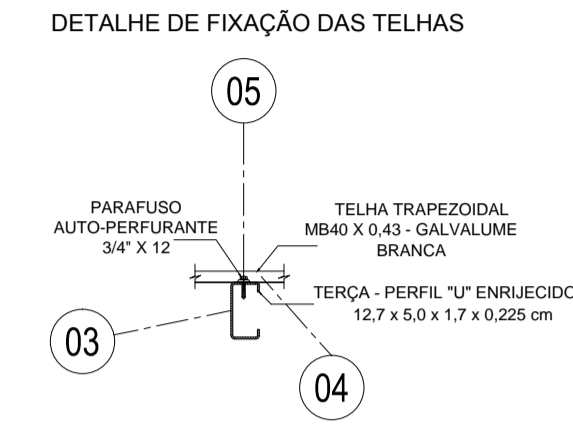 DETALHE DE FIXAÇÃO DAS TELHAS
05
PARAFUSO
AUTO-PERFURANTE
3/4" X 12
TELHA TRAPEZOIDAL
MB40 X 0,43 - GALVALUME
BRANCA
TERÇA - PERFIL "U" ENRIJECIDO
12,7 x 5,0 x 1,7 x 0,225 cm
03
04